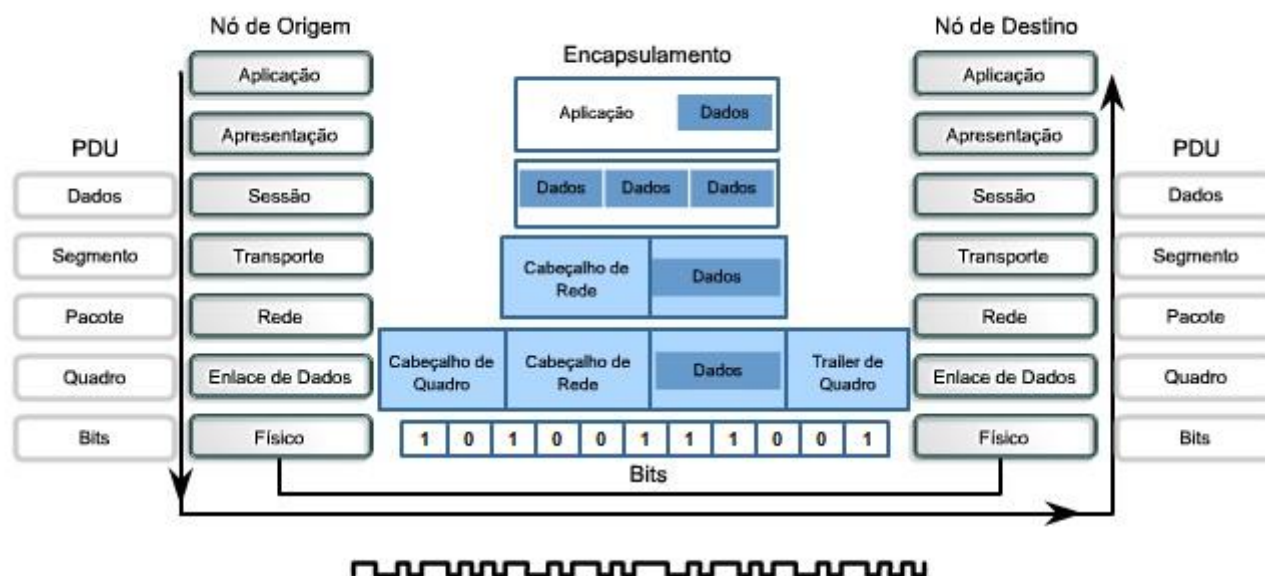 Nó de Origem
Aplicação
Apresentação
Sessão
Transporte
Rede
Enlace de Dados
Físico
PDU
Dados
Segmento
Pacote
Quadro
Bits
Encapsulamento
Aplicação Dados
Dados Dados Dados
Cabeçalho de
Rede
Dados
Cabeçalho de
Quadro
Cabeçalho de
Rede
Dados
Trailer de
Quadro
1 0 1 0 0 1 1 1 0 0 1
Bits
Nó de Destino
Aplicação
Apresentação
Sessão
Transporte
Rede
Enlace de Dados
Físico
PDU
Dados
Segmento
Pacote
Quadro
Bits